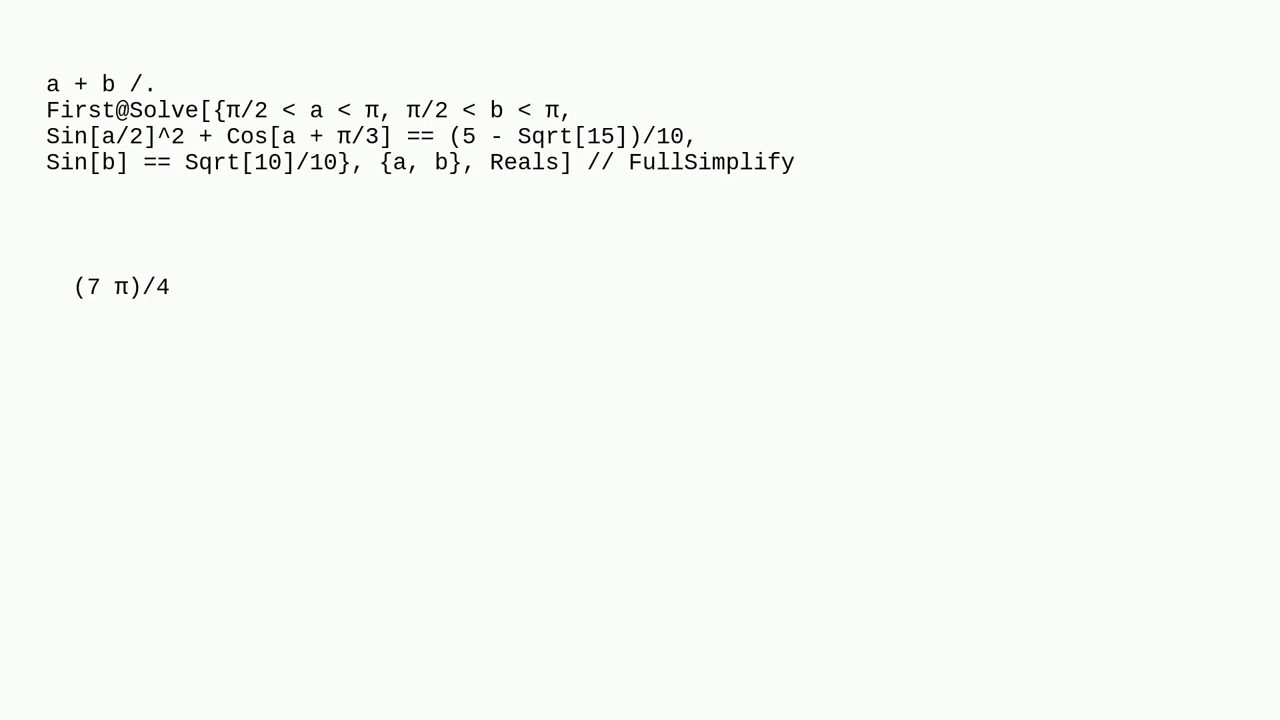 a + b /.
First@Solve[{π/2 < a < π, π/2 < b < π,
Sin[a/2]^2 + Cos[a + π/3] == (5 - Sqrt[15])/10,
Sin[b] == Sqrt[10]/10}, {a, b}, Reals] // FullSimplify
(7 π)/4